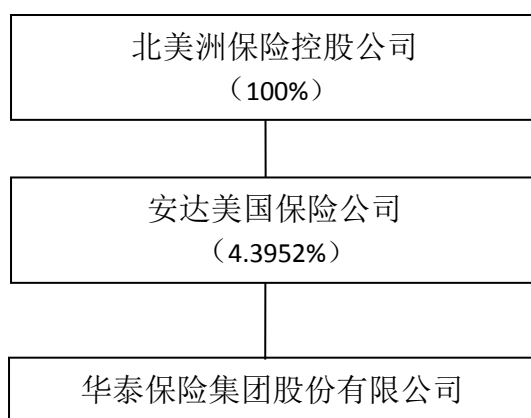 北美洲保险控股公司
（100%）
安达美国保险公司
（4.3952%）
华泰保险集团股份有限公司